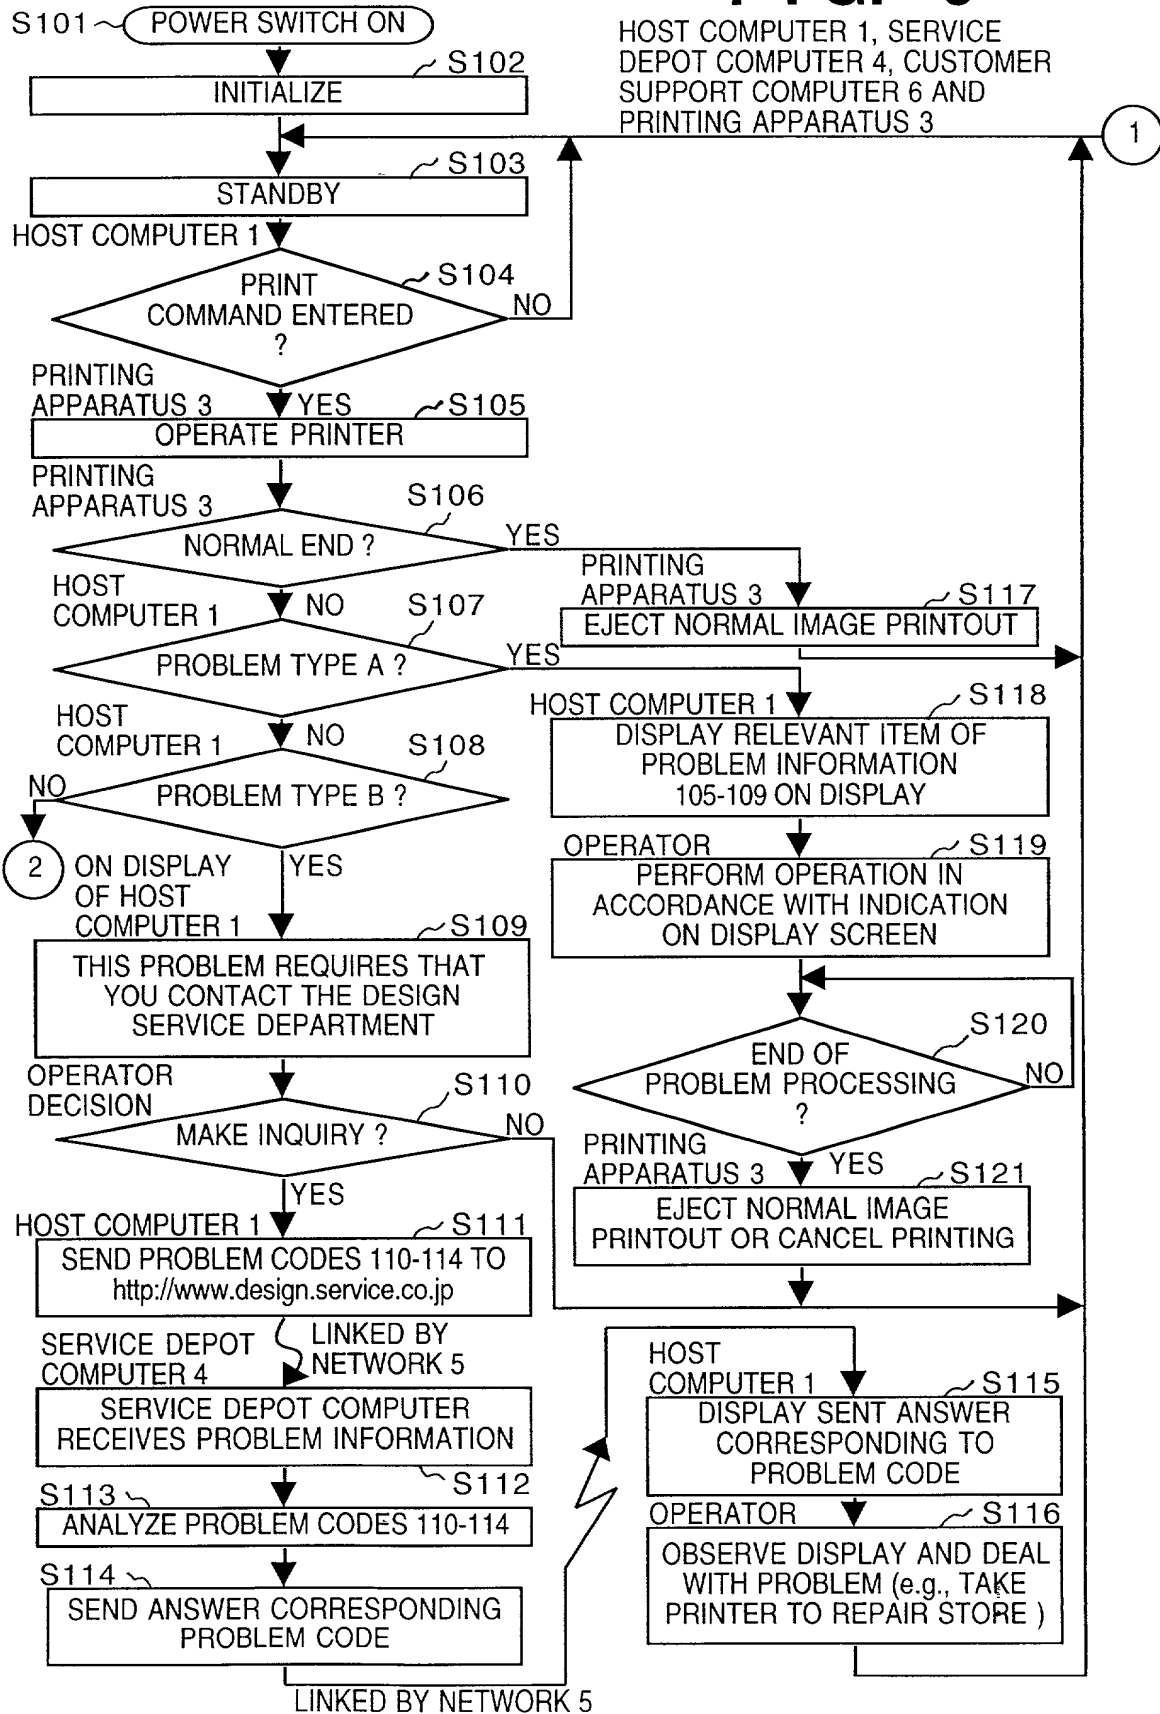 S101
POWER SWITCH ON
HOST COMPUTER 1, SERVICE
DEPOT COMPUTER 4, CUSTOMER
SUPPORT COMPUTER 6 AND
PRINTING APPARATUS 3
S102
INITIALIZE
1
S103
STANDBY
HOST COMPUTER 1
S104
PRINT
COMMAND ENTERED
?
NO
PRINTING
APPARATUS 3
YES
S105
OPERATE PRINTER
PRINTING
APPARATUS 3
S106
NORMAL END ?
YES
HOST
COMPUTER 1
NO
S107
PROBLEM TYPE A ?
YES
HOST
COMPUTER 1
NO
S108
PROBLEM TYPE B ?
NO
2
YES
ON DISPLAY
OF HOST
COMPUTER 1
S109
THIS PROBLEM REQUIRES THAT
YOU CONTACT THE DESIGN
SERVICE DEPARTMENT
OPERATOR
DECISION
S110
MAKE INQUIRY ?
NO
YES
HOST COMPUTER 1
S111
SEND PROBLEM CODES 110-114 TO
http://www.design.service.co.jp
SERVICE DEPOT
COMPUTER 4
LINKED BY
NETWORK 5
SERVICE DEPOT COMPUTER
RECEIVES PROBLEM INFORMATION
S112
S113
ANALYZE PROBLEM CODES 110-114
S114
SEND ANSWER CORRESPONDING
PROBLEM CODE
LINKED BY NETWORK 5
PRINTING
APPARATUS 3
S117
EJECT NORMAL IMAGE PRINTOUT
HOST COMPUTER 1
S118
DISPLAY RELEVANT ITEM OF
PROBLEM INFORMATION
105-109 ON DISPLAY
OPERATOR
S119
PERFORM OPERATION IN
ACCORDANCE WITH INDICATION
ON DISPLAY SCREEN
S120
END OF
PROBLEM PROCESSING
?
NO
PRINTING
APPARATUS 3
YES
S121
EJECT NORMAL IMAGE
PRINTOUT OR CANCEL PRINTING
HOST
COMPUTER 1
S115
DISPLAY SENT ANSWER
CORRESPONDING TO
PROBLEM CODE
OPERATOR
S116
OBSERVE DISPLAY AND DEAL
WITH PROBLEM (e.g., TAKE
PRINTER TO REPAIR STORE )